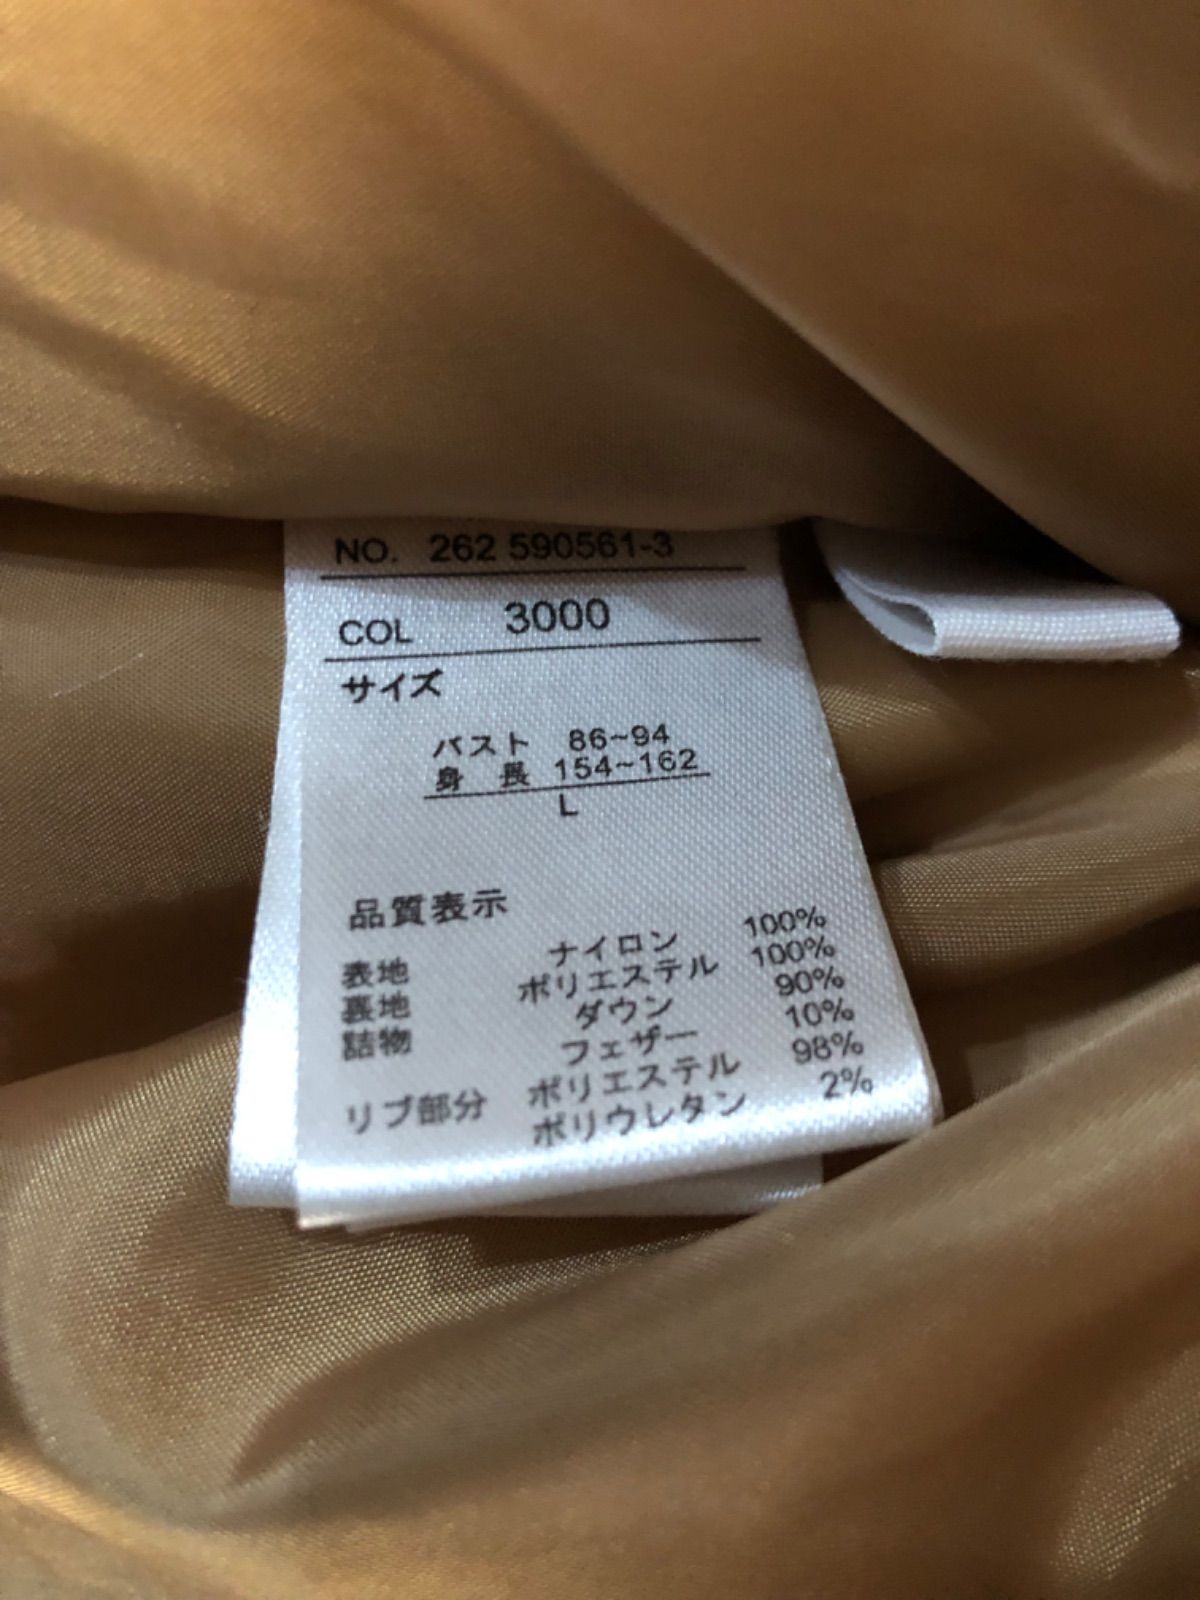 NO. 262 590561-3
COL 3000
サイズ
バスト 86~94
身長 154~162
L
品質表示
表地 ナイロン 100%
裏地 ポリエステル 100%
詰物 ダウン 90%
フェザー 10%
リブ部分 ポリエステル 98%
ポリウレタン 2%